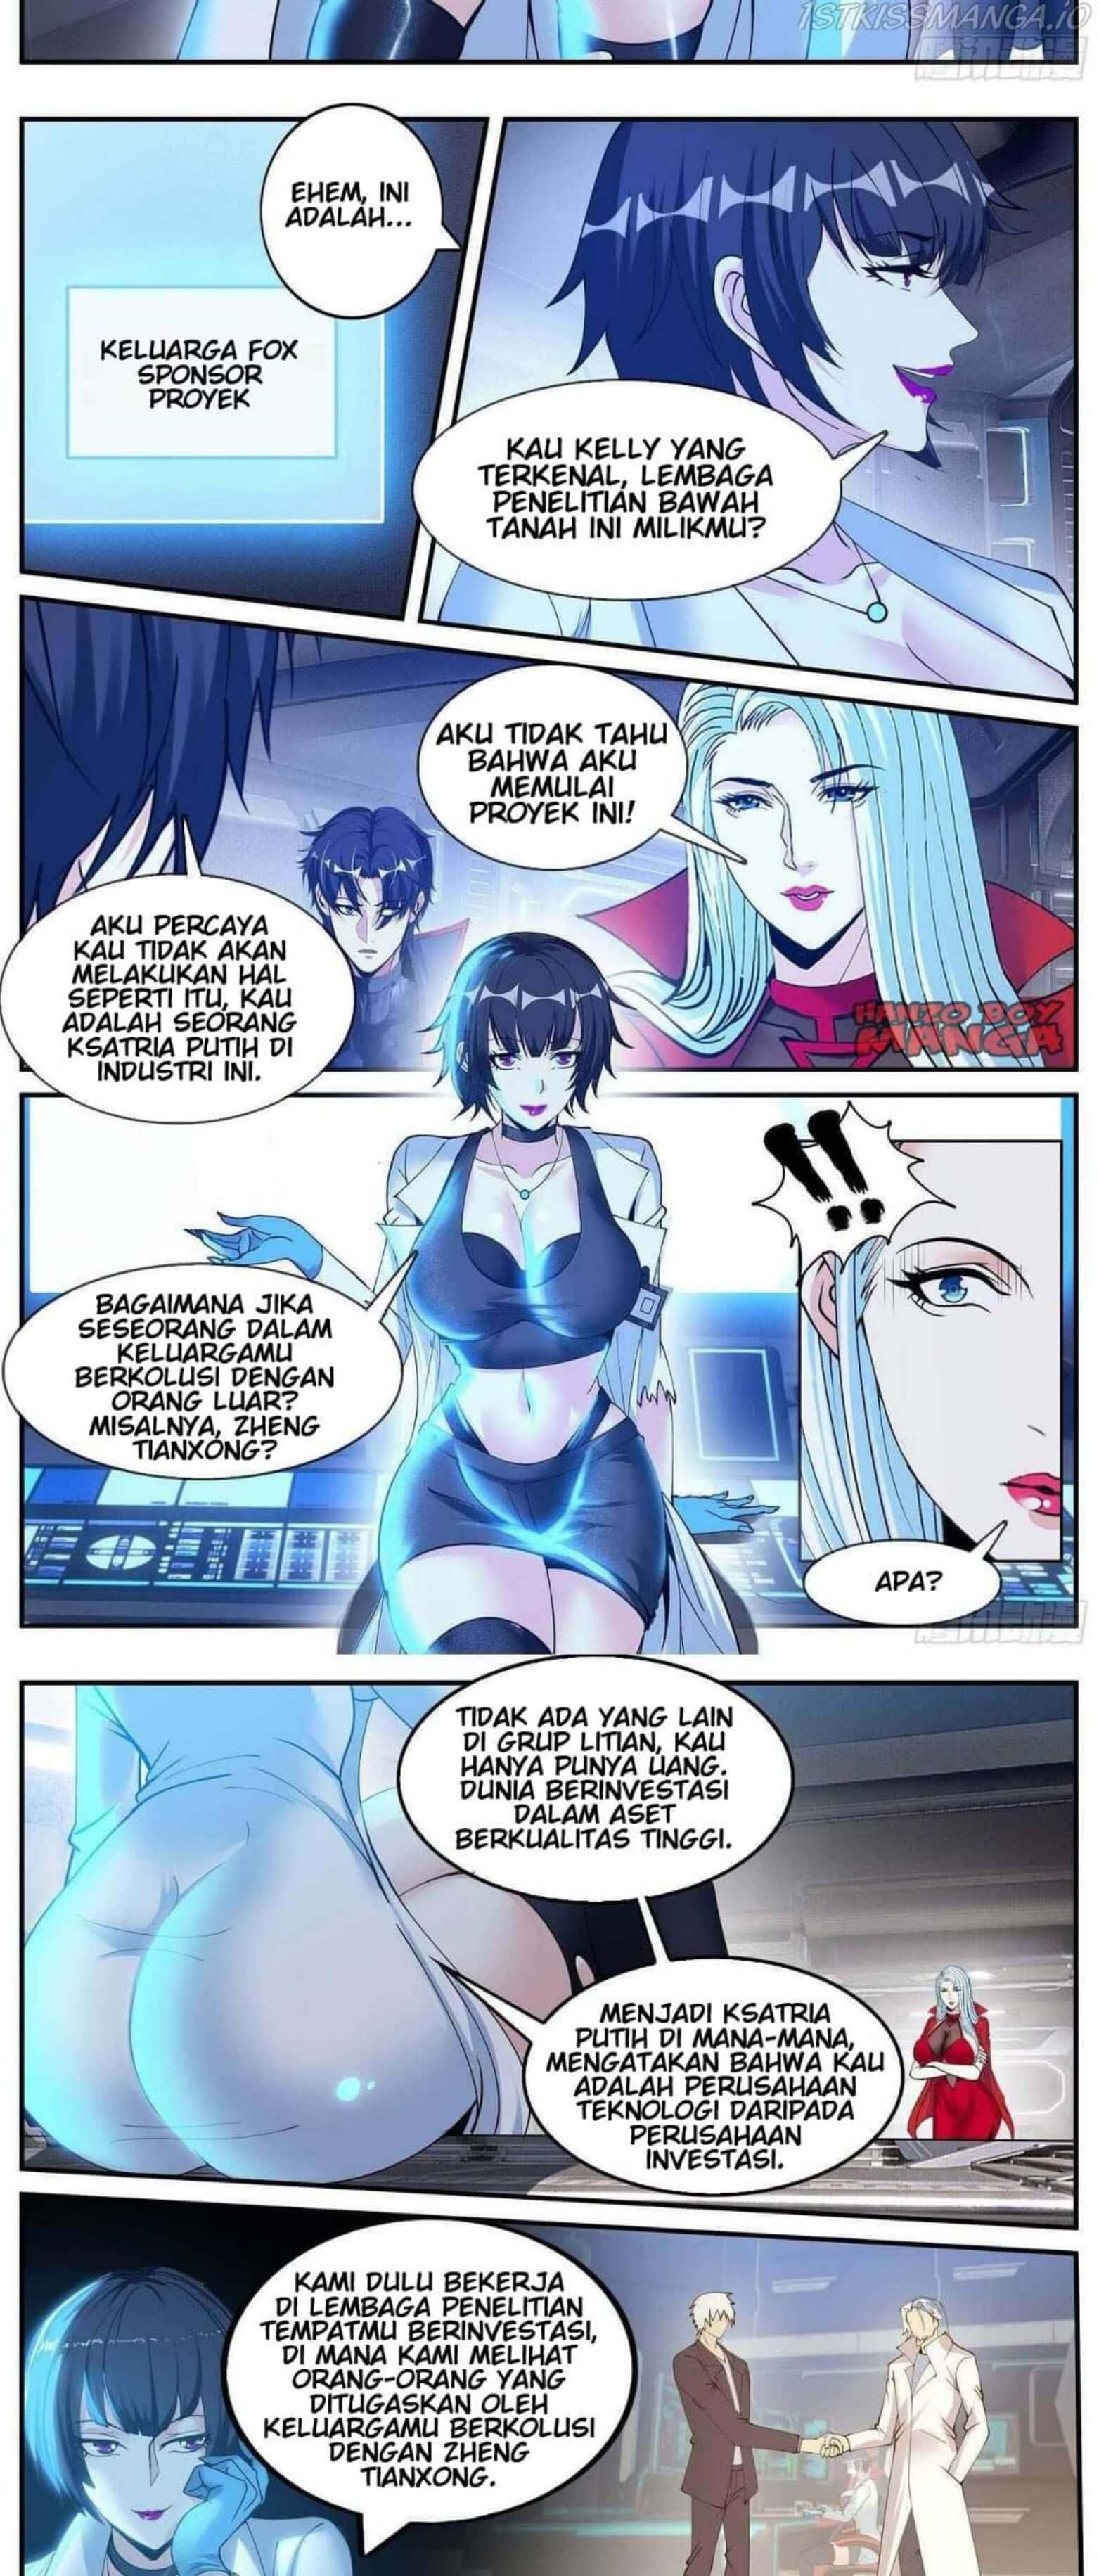 1STKISSMANGA.IO
EHEM, INI
ADALAH...
KELUARGA FOX
SPONSOR
PROYEK
KAU KELLY YANG
TERKENAL, LEMBAGA
PENELITIAN BAWAH
TANAH INI MILIKMU?
AKU TIDAK TAHU
BAHWA AKU
MEMULAI
PROYEK INI!
AKU PERCAYA
KAU TIDAK AKAN
MELAKUKAN HAL
SEPERTI ITU, KAU
ADALAH SEORANG
KSATRIA PUTIH DI
INDUSTRI INI.
HANZO BOY
MANGA
!!
BAGAIMANA JIKA
SESEORANG DALAM
KELUARGAMU
BERKOLUSI DENGAN
ORANG LUAR?
MISALNYA, ZHENG
TIANXONG?
APA?
TIDAK ADA YANG LAIN
DI GRUP LITIAN, KAU
HANYA PUNYA UANG.
DUNIA BERINVESTASI
DALAM ASET
BERKUALITAS TINGGI.
MENJADI KSATRIA
PUTIH DI MANA-MANA,
MENGATAKAN BAHWA KAU
ADALAH PERUSAHAAN
TEKNOLOGI DARIPADA
PERUSAHAAN
INVESTASI.
KAMI DULU BEKERJA
DI LEMBAGA PENELITIAN
TEMPATMU BERINVESTASI,
DI MANA KAMI MELIHAT
ORANG-ORANG YANG
DITUGASKAN OLEH
KELUARGAMU BERKOLUSI
DENGAN ZHENG
TIANXONG.